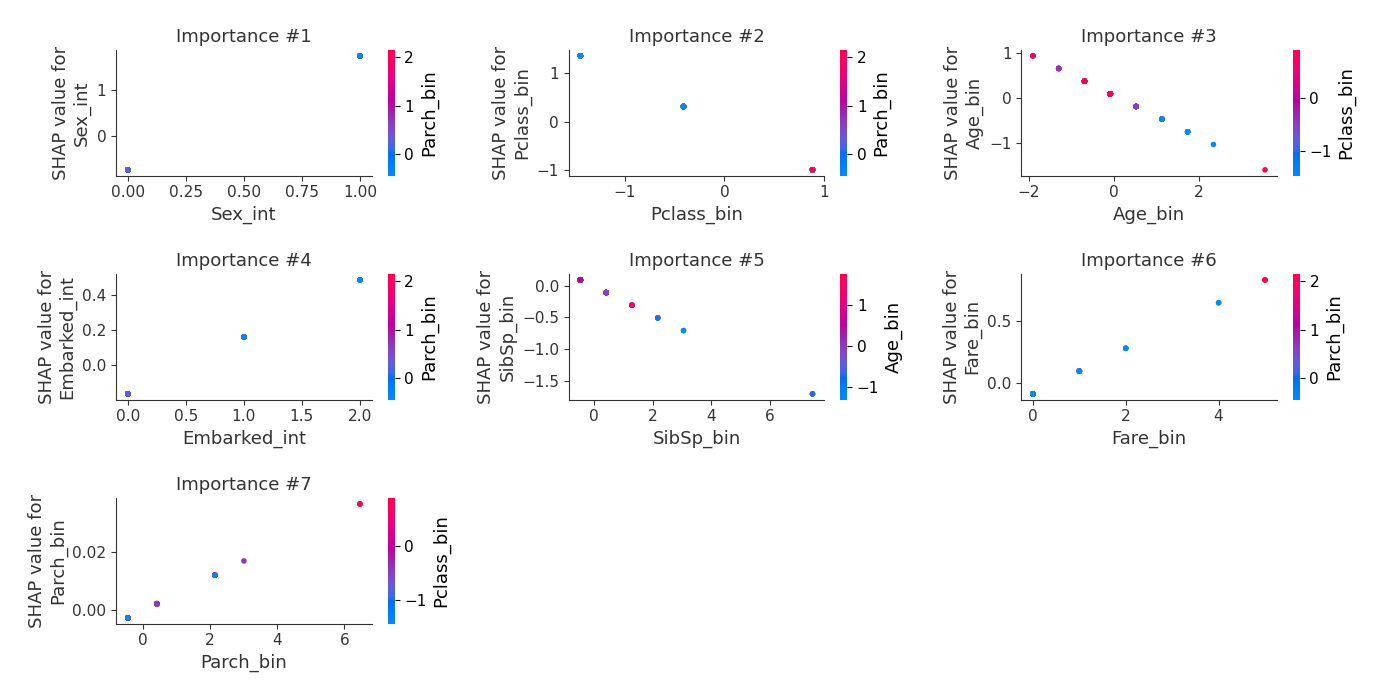 Importance #1
SHAP value for
Sex_int
1
0
0.00 0.25 0.50 0.75 1.00
Sex_int
2
1
0
Parch_bin
Importance #2
SHAP value for
Pclass_bin
1
0
−1
−1 0 1
Pclass_bin
2
1
0
Parch_bin
Importance #3
SHAP value for
Age_bin
1
0
−1
−2 0 2
Age_bin
0
−1
Pclass_bin
Importance #4
SHAP value for
Embarked_int
0.4
0.2
0.0
0.0 0.5 1.0 1.5 2.0
Embarked_int
2
1
0
Parch_bin
Importance #5
SHAP value for
SibSp_bin
0.0
−0.5
−1.0
−1.5
0 2 4 6
SibSp_bin
1
0
−1
Age_bin
Importance #6
SHAP value for
Fare_bin
0.5
0.0
0 2 4
Fare_bin
2
1
0
Parch_bin
Importance #7
SHAP value for
Parch_bin
0.02
0.00
0 2 4 6
Parch_bin
0
−1
Pclass_bin